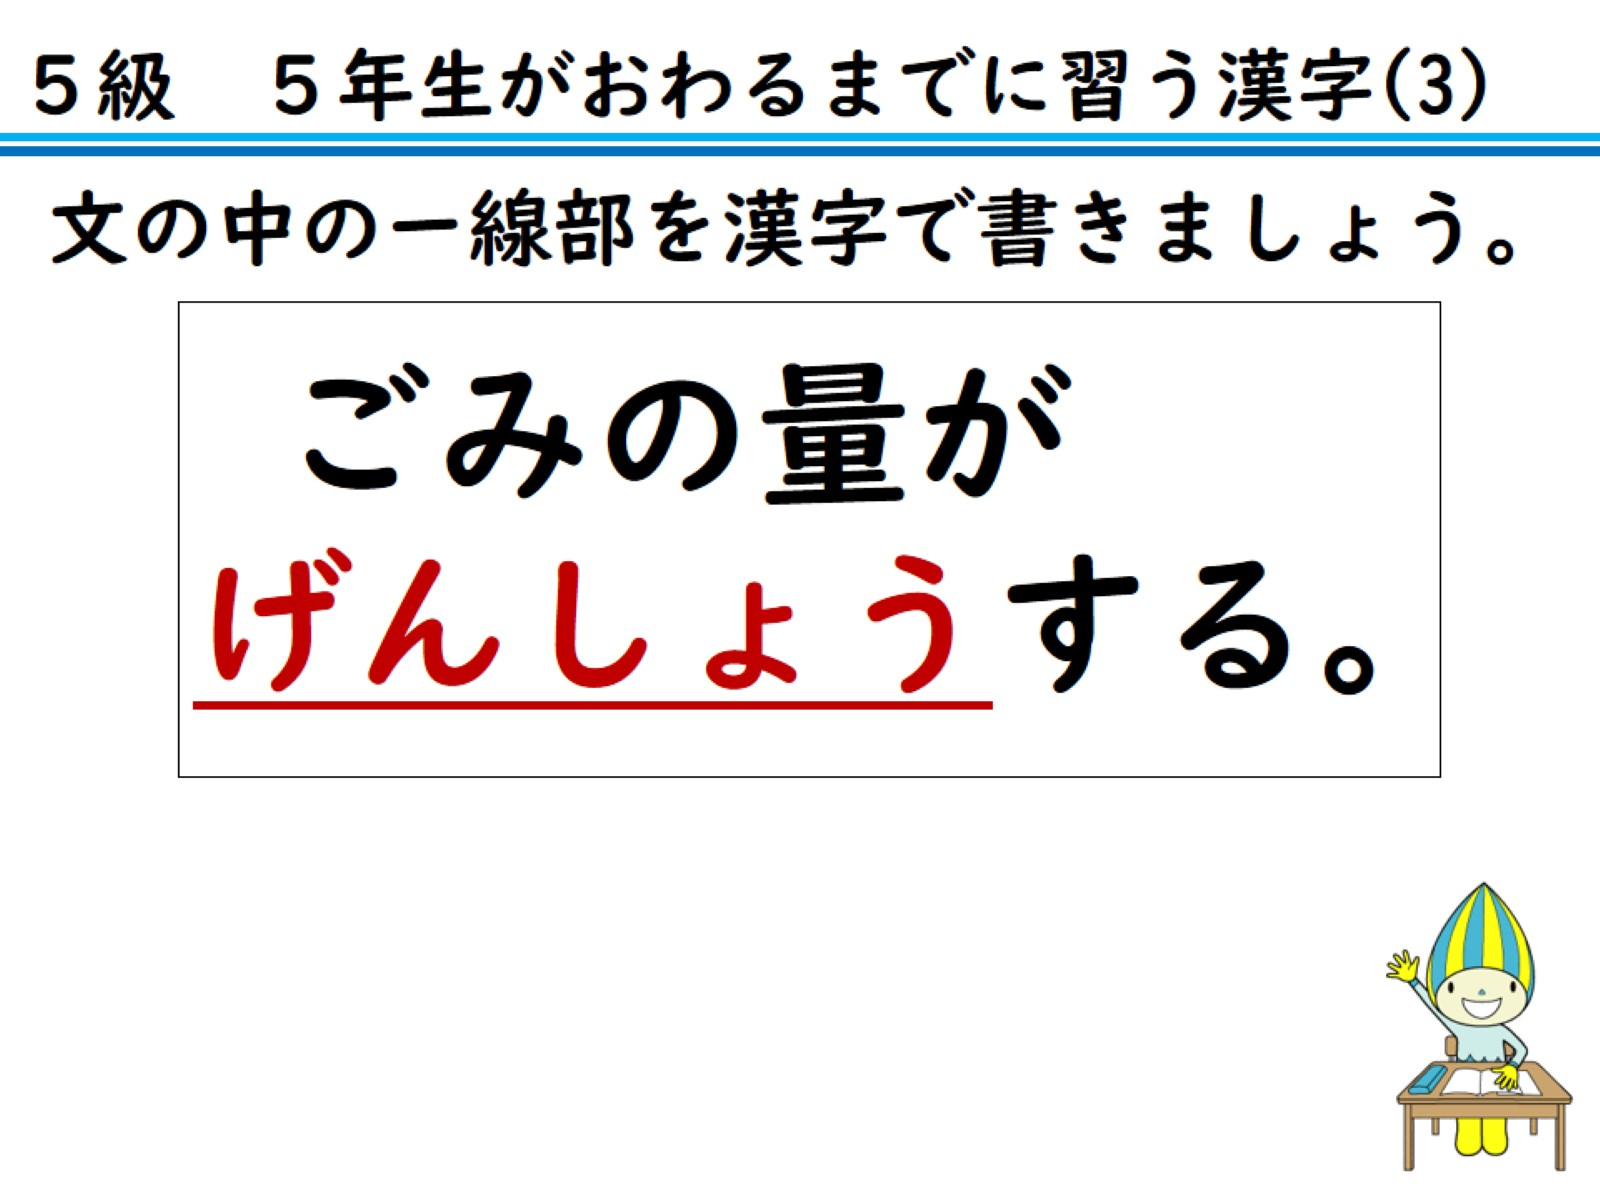 ５級　５年生がおわるまでに習う漢字(3)
文の中の一線部を漢字で書きましょう。
ごみの量が
げんしょうする。